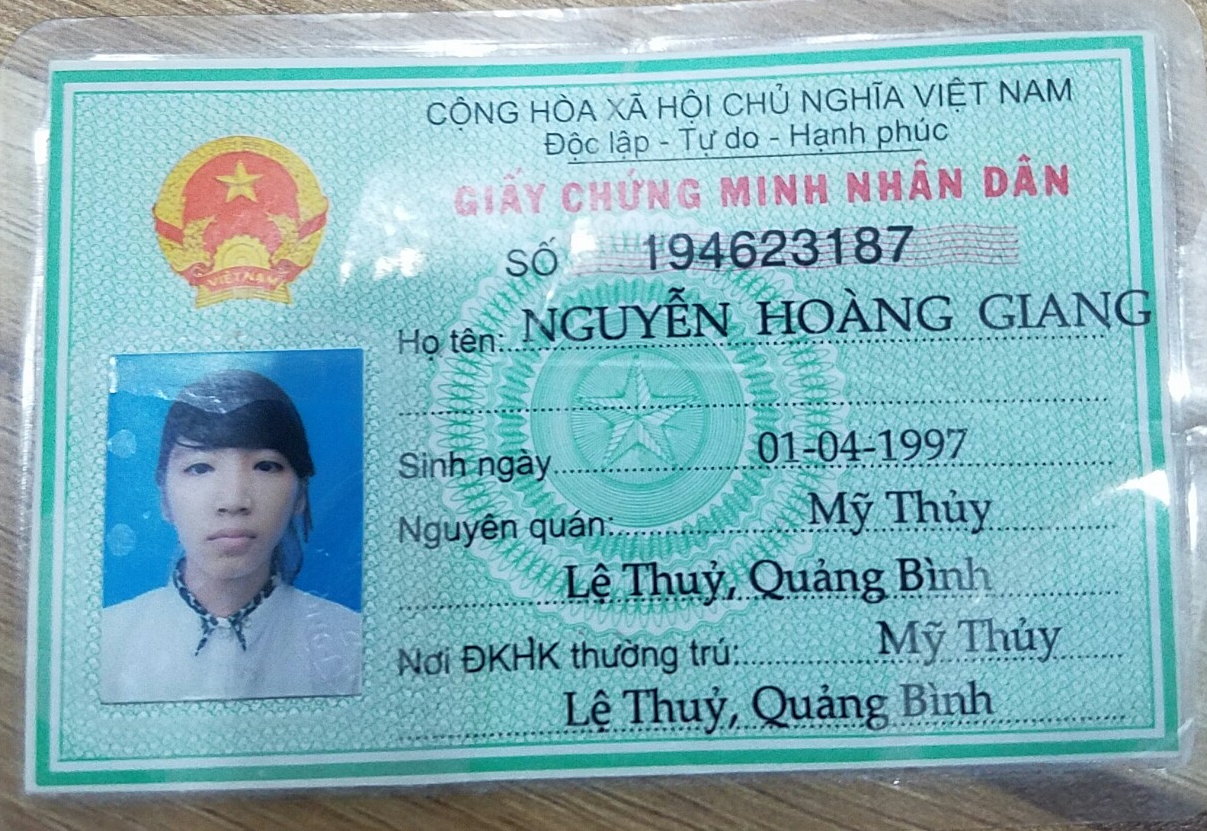 CỘNG HÒA XÃ HỘI CHỦ NGHĨA VIỆT NAM
Độc lập - Tự do - Hạnh phúc
GIẤY CHỨNG MINH NHÂN DÂN
SỐ 194623187
VIỆT NAM
Họ tên: NGUYỄN HOÀNG GIANG
Sinh ngày 01-04-1997
Nguyên quán: Mỹ Thủy
Lệ Thuỷ, Quảng Bình
Nơi ĐKHK thường trú: Mỹ Thủy
Lệ Thuỷ, Quảng Bình